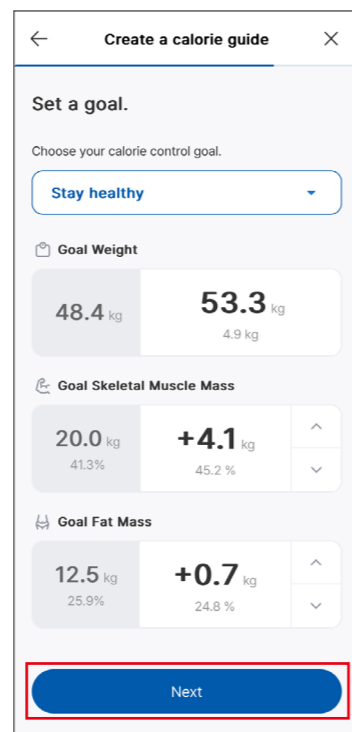 Create a calorie guide
Set a goal.
Choose your calorie control goal.
Stay healthy
Goal Weight
48.4 kg
53.3 kg
4.9 kg
Goal Skeletal Muscle Mass
20.0 kg
41.3%
+4.1 kg
45.2 %
Goal Fat Mass
12.5 kg
25.9%
+0.7 kg
24.8 %
Next